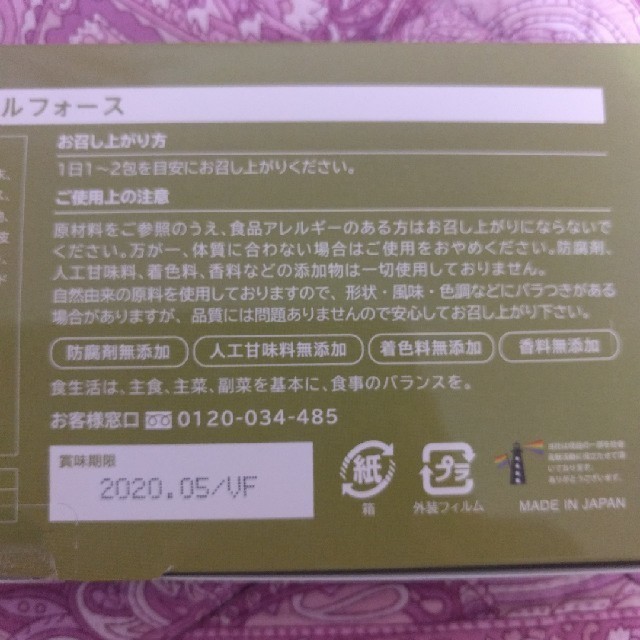 ルフォース
お召し上がり方
1日1～2包を目安にお召し上がりください。
ご使用上の注意
原材料をご参照のうえ、食品アレルギーのある方はお召し上がりにならないで
ください。万が一、体質に合わない場合はご使用をおやめください。防腐剤、
人工甘味料、着色料、香料などの添加物は一切使用しておりません。
自然由来の原料を使用しておりますので、形状・風味・色調などにバラつきがある
場合がありますが、品質には問題ありませんので安心してお召し上がり下さい。
防腐剤無添加 人工甘味料無添加 着色料無添加 香料無添加
食生活は、主食、主菜、副菜を基本に、食事のバランスを。
お客様窓口 0120-034-485
賞味期限
2020.05/VF
紙
箱
プラ
外装フィルム
MADE IN JAPAN